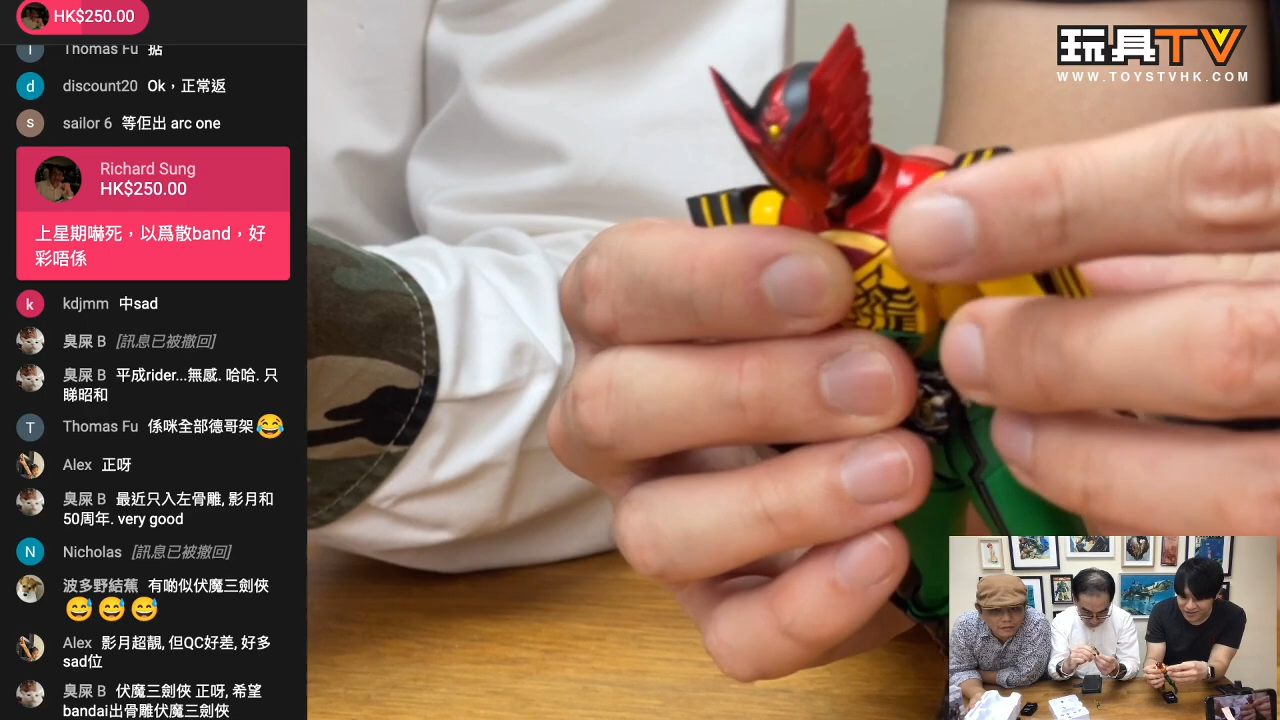 HK$250.00
Thomas Fu 掂
discount20 Ok，正常返
sailor 6 等佢出 arc one
Richard Sung
HK$250.00
上星期嚇死，以爲散band，好
彩唔係
kdjmm 中sad
臭屎 B [訊息已被撤回]
臭屎 B 平成rider...無感. 哈哈. 只
睇昭和
Thomas Fu 係咪全部德哥架😂
Alex 正呀
臭屎 B 最近只入左骨雕, 影月和
50周年. very good
Nicholas [訊息已被撤回]
波多野結蕉 有啲似伏魔三劍俠
😅😅😅
Alex 影月超靚, 但QC好差, 好多
sad位
臭屎 B 伏魔三劍俠 正呀, 希望
bandai出骨雕伏魔三劍俠
玩具TV
WWW.TOYSTVHK.COM